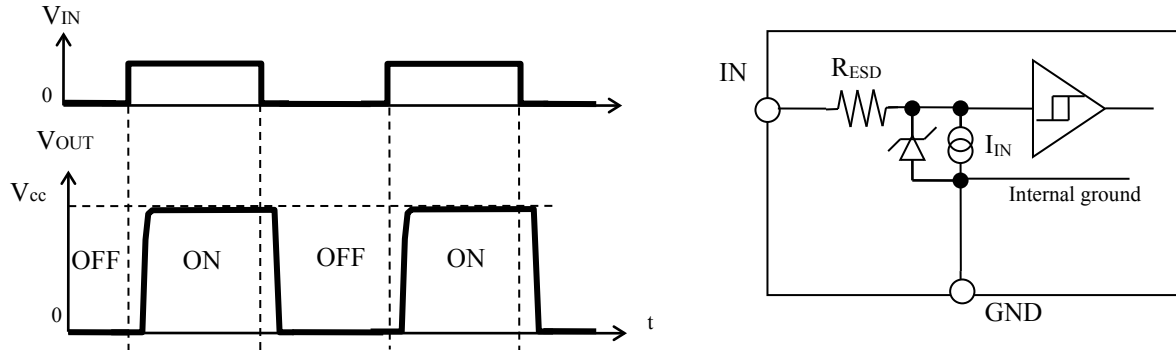 VIN
0
VOUT
Vcc
OFF ON OFF ON
0
t
IN
RESD
IIN
Internal ground
GND